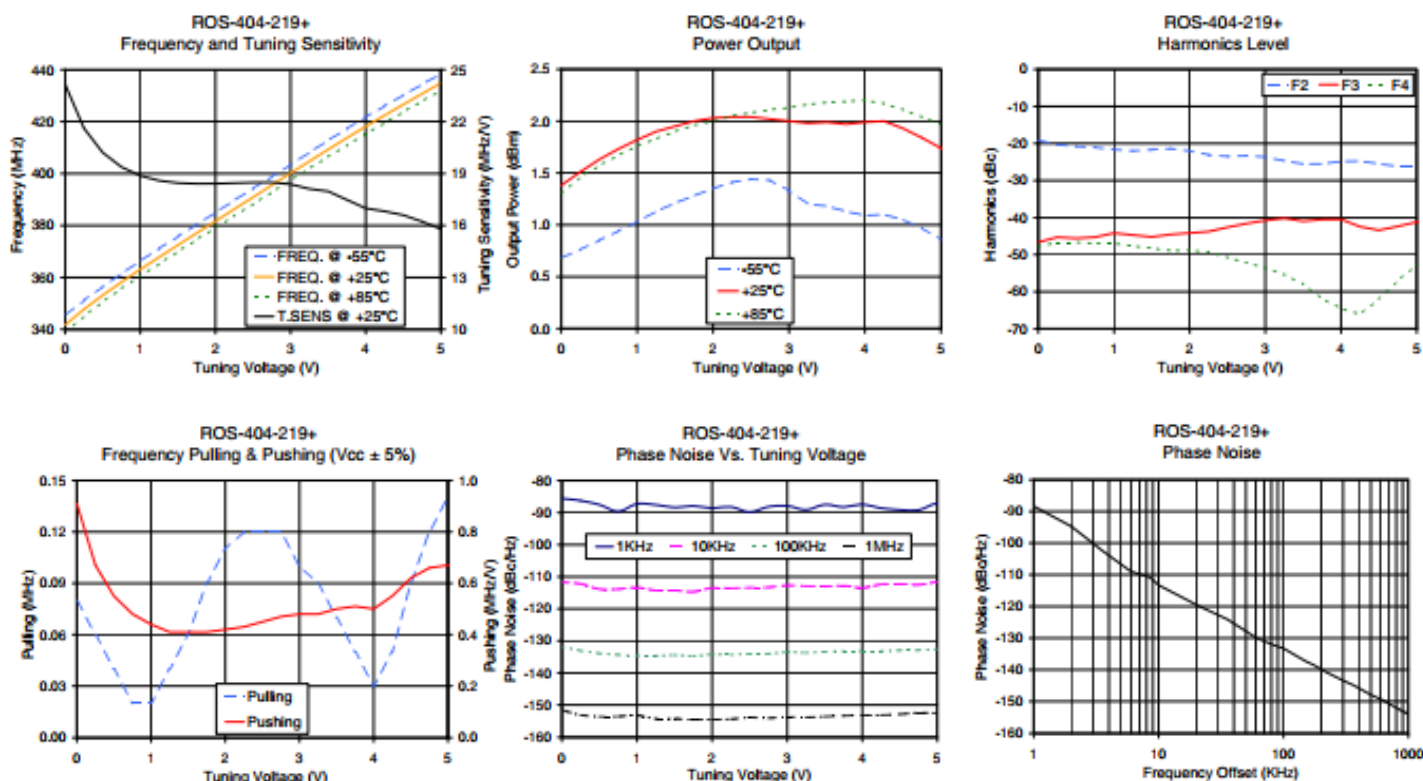 ROS-404-219+
Frequency and Tuning Sensitivity
440
420
400
380
360
340
Frequency (MHz)
25
22
19
16
13
10
Tuning Sensitivity (MHz/V)
FREQ. @ -55°C
FREQ. @ +25°C
FREQ. @ +85°C
T.SENS @ +25°C
0 1 2 3 4 5
Tuning Voltage (V)
ROS-404-219+
Power Output
2.5
2.0
1.5
1.0
0.5
0.0
Output Power (dBm)
-55°C
+25°C
+85°C
0 1 2 3 4 5
Tuning Voltage (V)
ROS-404-219+
Harmonics Level
0
-10
-20
-30
-40
-50
-60
-70
Harmonics (dBc)
F2 F3 F4
0 1 2 3 4 5
Tuning Voltage (V)
ROS-404-219+
Frequency Pulling & Pushing (Vcc ± 5%)
0.15
0.12
0.09
0.06
0.03
0.00
Pulling (MHz)
1.0
0.8
0.6
0.4
0.2
0.0
Pushing (MHz/V)
Pulling
Pushing
0 1 2 3 4 5
Tuning Voltage (V)
ROS-404-219+
Phase Noise Vs. Tuning Voltage
-80
-90
-100
-110
-120
-130
-140
-150
-160
Phase Noise (dBc/Hz)
1KHz 10KHz 100KHz 1MHz
0 1 2 3 4 5
Tuning Voltage (V)
ROS-404-219+
Phase Noise
-80
-90
-100
-110
-120
-130
-140
-150
-160
Phase Noise (dBc/Hz)
1 10 100 1000
Frequency Offset (KHz)